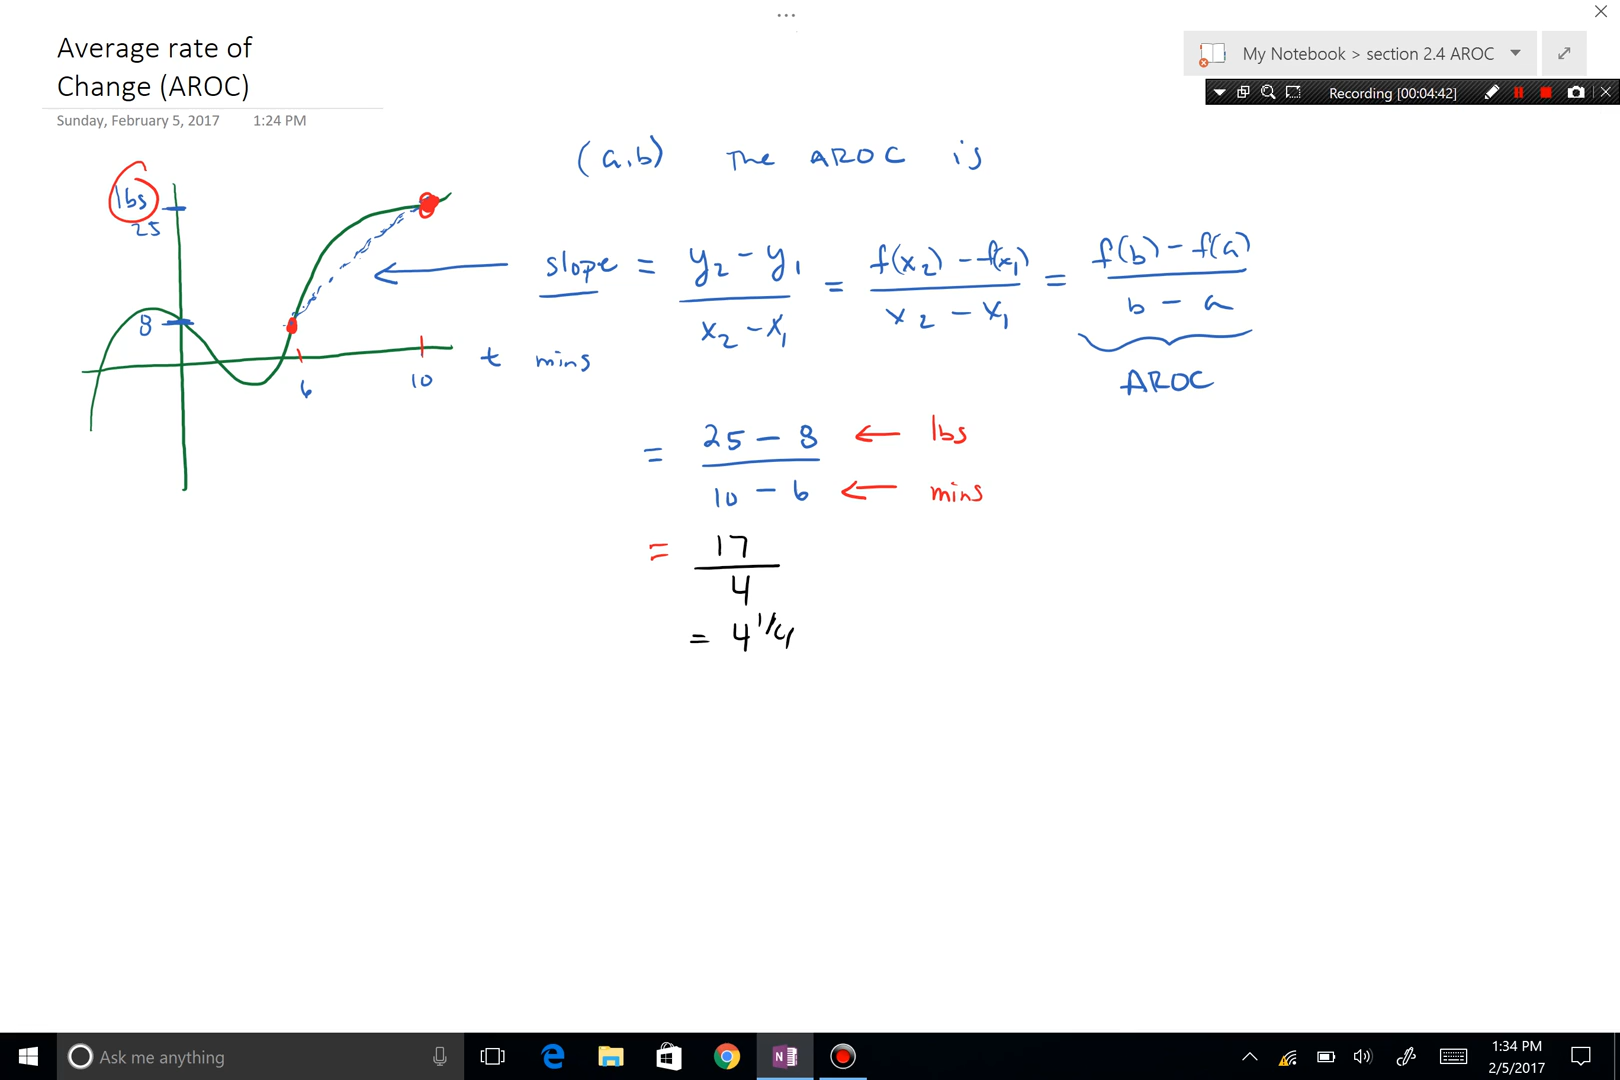 Average rate of
Change (AROC)
Sunday, February 5, 2017 1:24 PM
My Notebook > section 2.4 AROC
Recording [00:04:42]
(a,b) The AROC is
lbs
25
8
6
10
t mins
slope = y₂ - y₁ / x₂ - x₁ = f(x₂) - f(x₁) / x₂ - x₁ = f(b) - f(a) / b - a
AROC
= 25 - 8 / 10 - 6
← lbs
← mins
= 17 / 4
= 4 1/4
Ask me anything
1:34 PM
2/5/2017